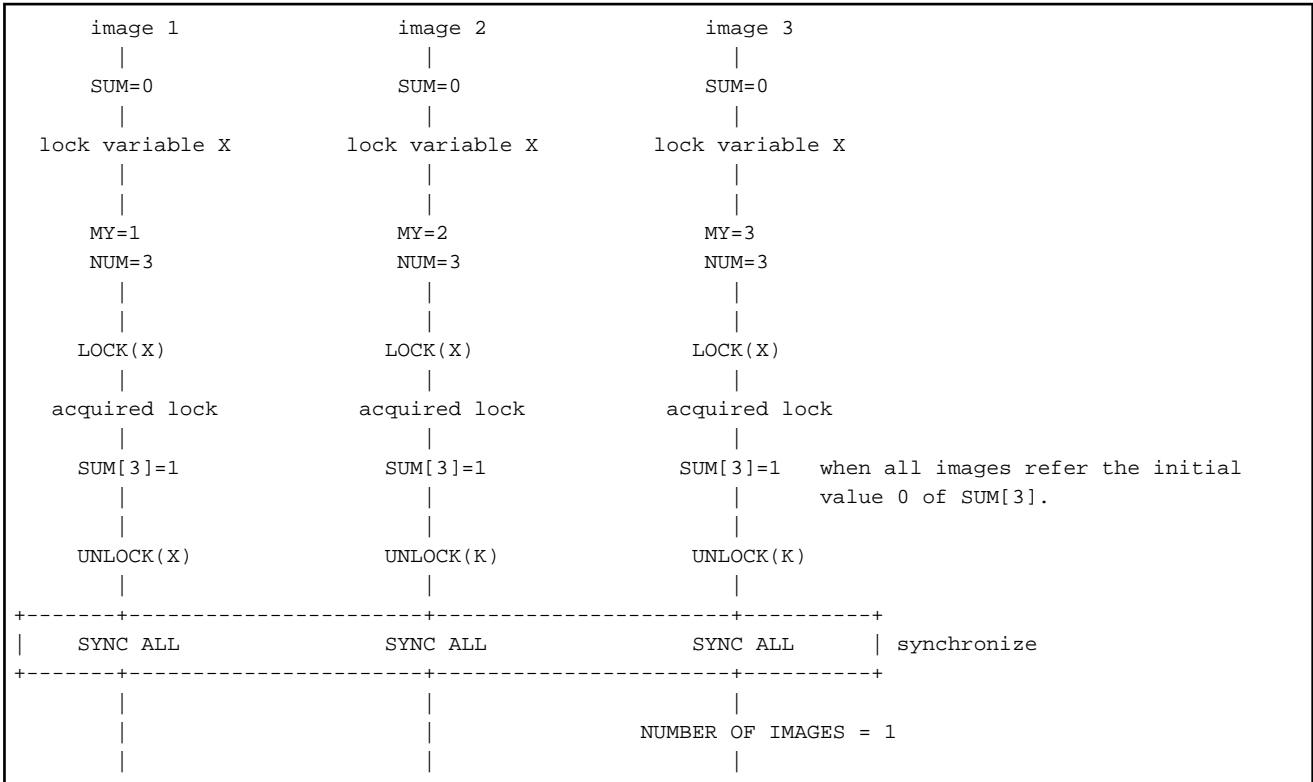 image 1 image 2 image 3
| | |
SUM=0 SUM=0 SUM=0
| | |
lock variable X lock variable X lock variable X
| | |
| | |
MY=1 MY=2 MY=3
NUM=3 NUM=3 NUM=3
| | |
| | |
LOCK(X) LOCK(X) LOCK(X)
| | |
acquired lock acquired lock acquired lock
| | |
SUM[3]=1 SUM[3]=1 SUM[3]=1 when all images refer the initial
| | | value 0 of SUM[3].
| | |
UNLOCK(X) UNLOCK(K) UNLOCK(K)
| | |
+-------+------------------------+------------------------+----------+
| SYNC ALL SYNC ALL SYNC ALL | synchronize
+-------+------------------------+------------------------+----------+
| | |
| | NUMBER OF IMAGES = 1
| | |